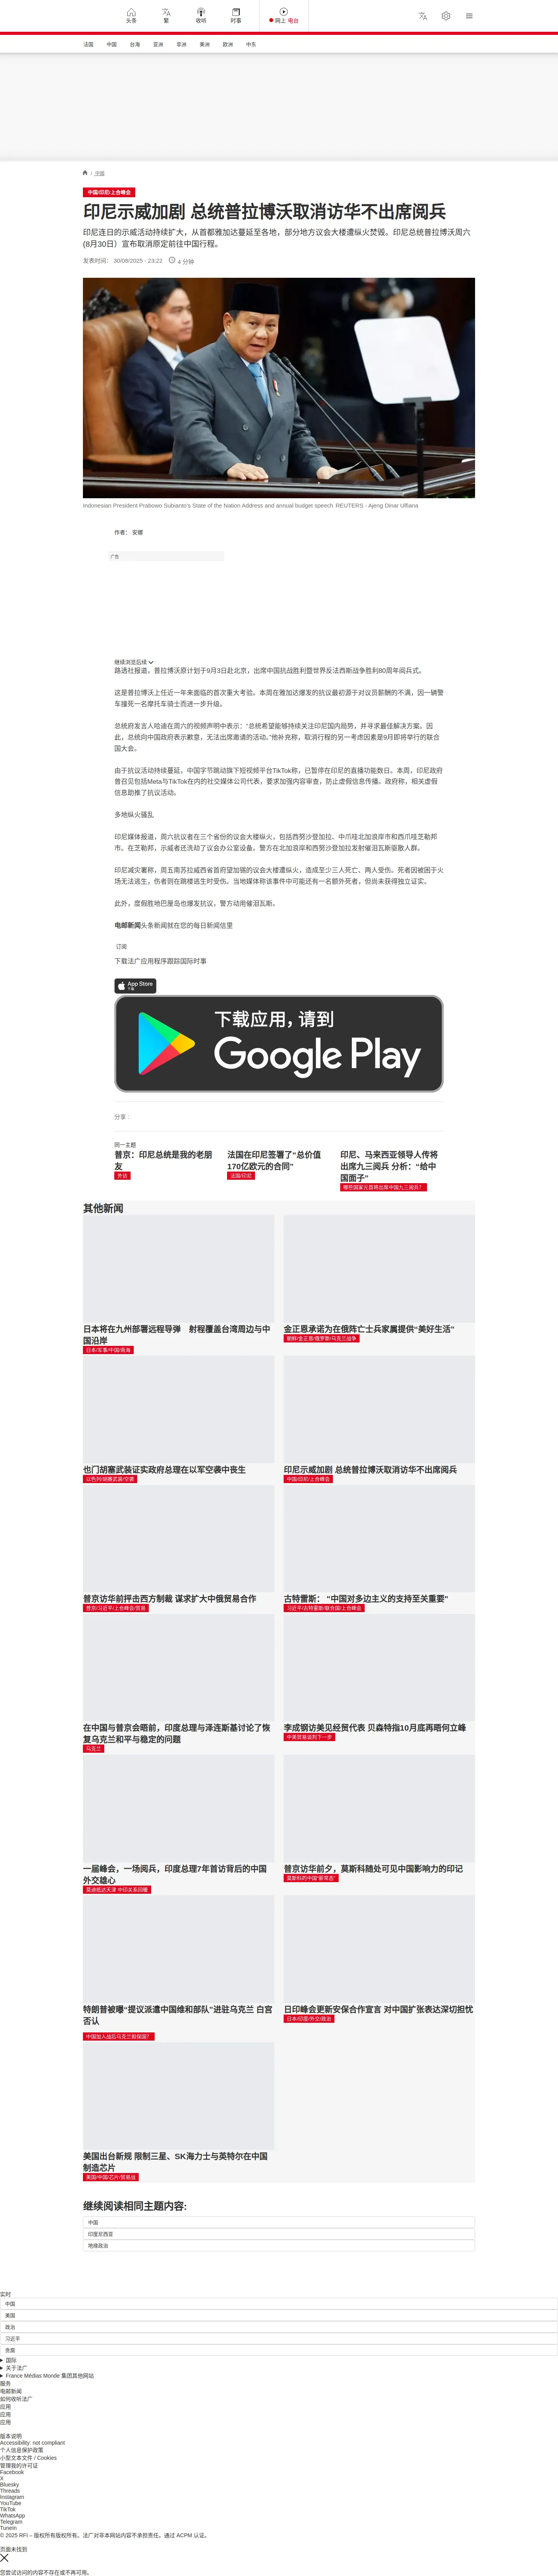 头条
繁
收听
时事
网上 电台
法国
中国
台海
亚洲
非洲
美洲
欧洲
中东
/ 中国
中国/印尼/上合峰会
印尼示威加剧 总统普拉博沃取消访华不出席阅兵
印尼连日的示威活动持续扩大，从首都雅加达蔓延至各地，部分地方议会大楼遭纵火焚毁。印尼总统普拉博沃周六
(8月30日）宣布取消原定前往中国行程。
发表时间： 30/08/2025 - 23:22
4 分钟
Indonesian President Prabowo Subianto's State of the Nation Address and annual budget speech REUTERS - Ajeng Dinar Ulfiana
作者： 安娜
广告
继续浏览后续
路透社报道，普拉博沃原计划于9月3日赴北京，出席中国抗战胜利暨世界反法西斯战争胜利80周年阅兵式。
这是普拉博沃上任近一年来面临的首次重大考验。本周在雅加达爆发的抗议最初源于对议员薪酬的不满，因一辆警
车撞死一名摩托车骑士而进一步升级。
总统府发言人哈迪在周六的视频声明中表示：“总统希望能够持续关注印尼国内局势，并寻求最佳解决方案。因
此，总统向中国政府表示歉意，无法出席邀请的活动。”他补充称，取消行程的另一考虑因素是9月即将举行的联合
国大会。
由于抗议活动持续蔓延，中国字节跳动旗下短视频平台TikTok称，已暂停在印尼的直播功能数日。本周，印尼政府
曾召见包括Meta与TikTok在内的社交媒体公司代表，要求加强内容审查，防止虚假信息传播。政府称，相关虚假
信息助推了抗议活动。
多地纵火骚乱
印尼媒体报道，周六抗议者在三个省份的议会大楼纵火，包括西努沙登加拉、中爪哇北加浪岸市和西爪哇芝勒邦
市。在芝勒邦，示威者还洗劫了议会办公室设备。警方在北加浪岸和西努沙登加拉发射催泪瓦斯驱散人群。
印尼减灾署称，周五南苏拉威西省首府望加锡的议会大楼遭纵火，造成至少三人死亡、两人受伤。死者因被困于火
场无法逃生，伤者则在跳楼逃生时受伤。当地媒体称该事件中可能还有一名额外死者，但尚未获得独立证实。
此外，度假胜地巴厘岛也爆发抗议，警方动用催泪瓦斯。
电邮新闻头条新闻就在您的每日新闻信里
订阅
下载法广应用程序跟踪国际时事
App Store
下载
下载应用，请到
Google Play
分享 :
同一主题
普京：印尼总统是我的老朋
友
外访
法国在印尼签署了“总价值
170亿欧元的合同”
法国/印尼
印尼、马来西亚领导人传将
出席九三阅兵 分析：“给中
国面子”
哪些国家元首将出席中国九三阅兵？
其他新闻
日本将在九州部署远程导弹　射程覆盖台湾周边与中
国沿岸
日本/军事/中国/南海
金正恩承诺为在俄阵亡士兵家属提供“美好生活”
朝鲜/金正恩/俄罗斯/乌克兰战争
也门胡塞武装证实政府总理在以军空袭中丧生
以色列/胡塞武装/空袭
印尼示威加剧 总统普拉博沃取消访华不出席阅兵
中国/印尼/上合峰会
普京访华前抨击西方制裁 谋求扩大中俄贸易合作
普京/习近平/上合峰会/贸易
古特雷斯： “中国对多边主义的支持至关重要”
习近平/古特雷斯/联合国/上合峰会
在中国与普京会晤前，印度总理与泽连斯基讨论了恢
复乌克兰和平与稳定的问题
乌克兰
李成钢访美见经贸代表 贝森特指10月底再晤何立峰
中美贸易谈判下一步
一届峰会，一场阅兵，印度总理7年首访背后的中国
外交雄心
莫迪抵达天津 中印关系回暖
普京访华前夕，莫斯科随处可见中国影响力的印记
莫斯科的中国“新常态”
特朗普被曝“提议派遣中国维和部队”进驻乌克兰 白宫
否认
中国加入战后乌克兰担保国？
日印峰会更新安保合作宣言 对中国扩张表达深切担忧
日本/印度/外交/政治
美国出台新规 限制三星、SK海力士与英特尔在中国
制造芯片
美国/中国/芯片/贸易战
继续阅读相同主题内容:
中国
印度尼西亚
地缘政治
实时
中国
美国
政治
习近平
贪腐
国际
关于法广
France Médias Monde 集团其他网站
服务
电邮新闻
如何收听法广
应用
应用
应用
版本说明
Accessibility: not compliant
个人信息保护政策
小型文本文件 / Cookies
管理我的许可证
Facebook
X
Bluesky
Threads
Instagram
YouTube
TikTok
WhatsApp
Telegram
TuneIn
© 2025 RFI – 版权所有版权所有。法广对非本网站内容不承担责任。通过 ACPM 认证。
页面未找到
您尝试访问的内容不存在或不再可用。